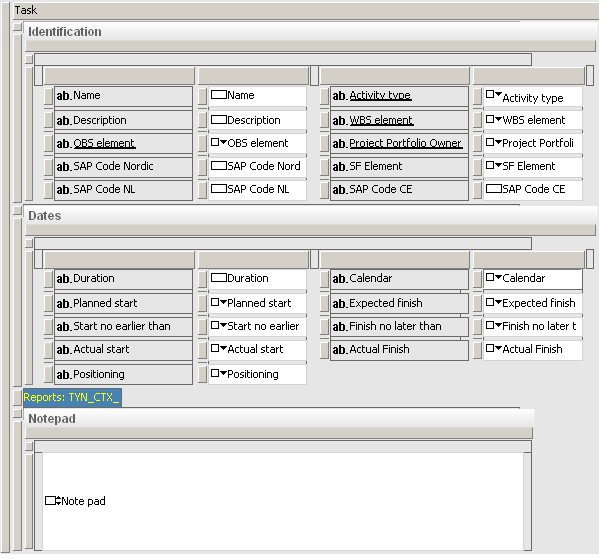 Task
Identification
ab.Name Name ab.Activity type Activity type
ab.Description Description ab.WBS element WBS element
ab.OBS element OBS element ab.Project Portfolio Owner Project Portfoli
ab.SAP Code Nordic SAP Code Nord ab.SF Element SF Element
ab.SAP Code NL SAP Code NL ab.SAP Code CE SAP Code CE
Dates
ab.Duration Duration ab.Calendar Calendar
ab.Planned start Planned start ab.Expected finish Expected finish
ab.Start no earlier than Start no earlier ab.Finish no later than Finish no later t
ab.Actual start Actual start ab.Actual Finish Actual Finish
ab.Positioning Positioning
Reports: TYN_CTX_
Notepad
Note pad